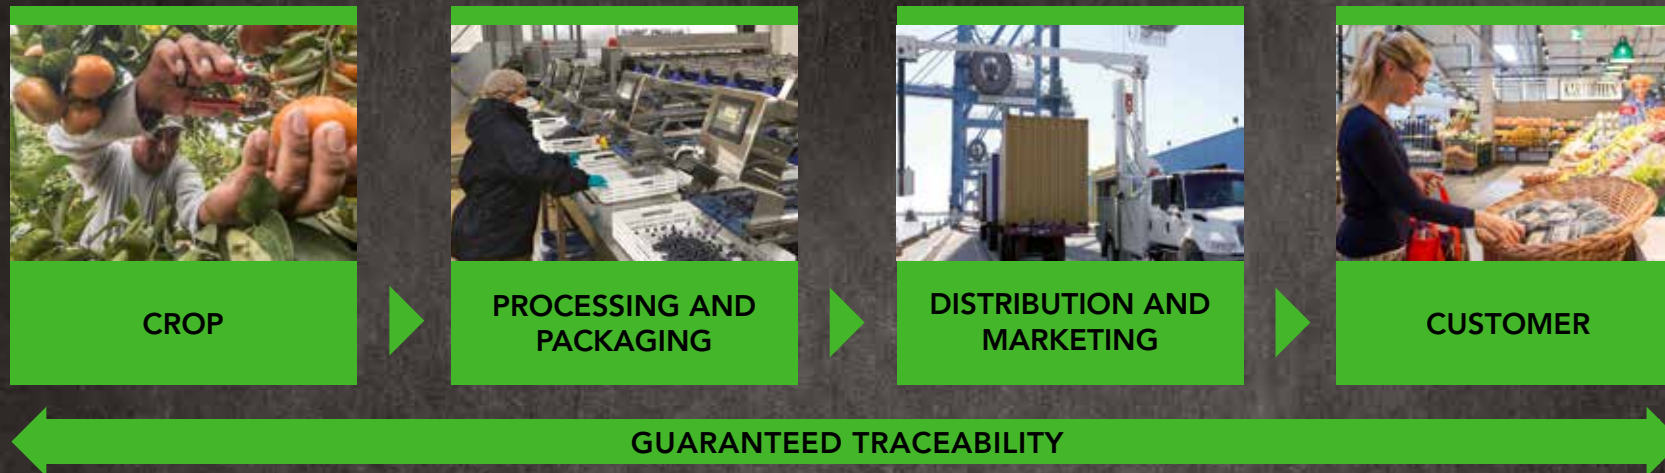 CROP
PROCESSING AND
PACKAGING
DISTRIBUTION AND
MARKETING
CUSTOMER
GUARANTEED TRACEABILITY